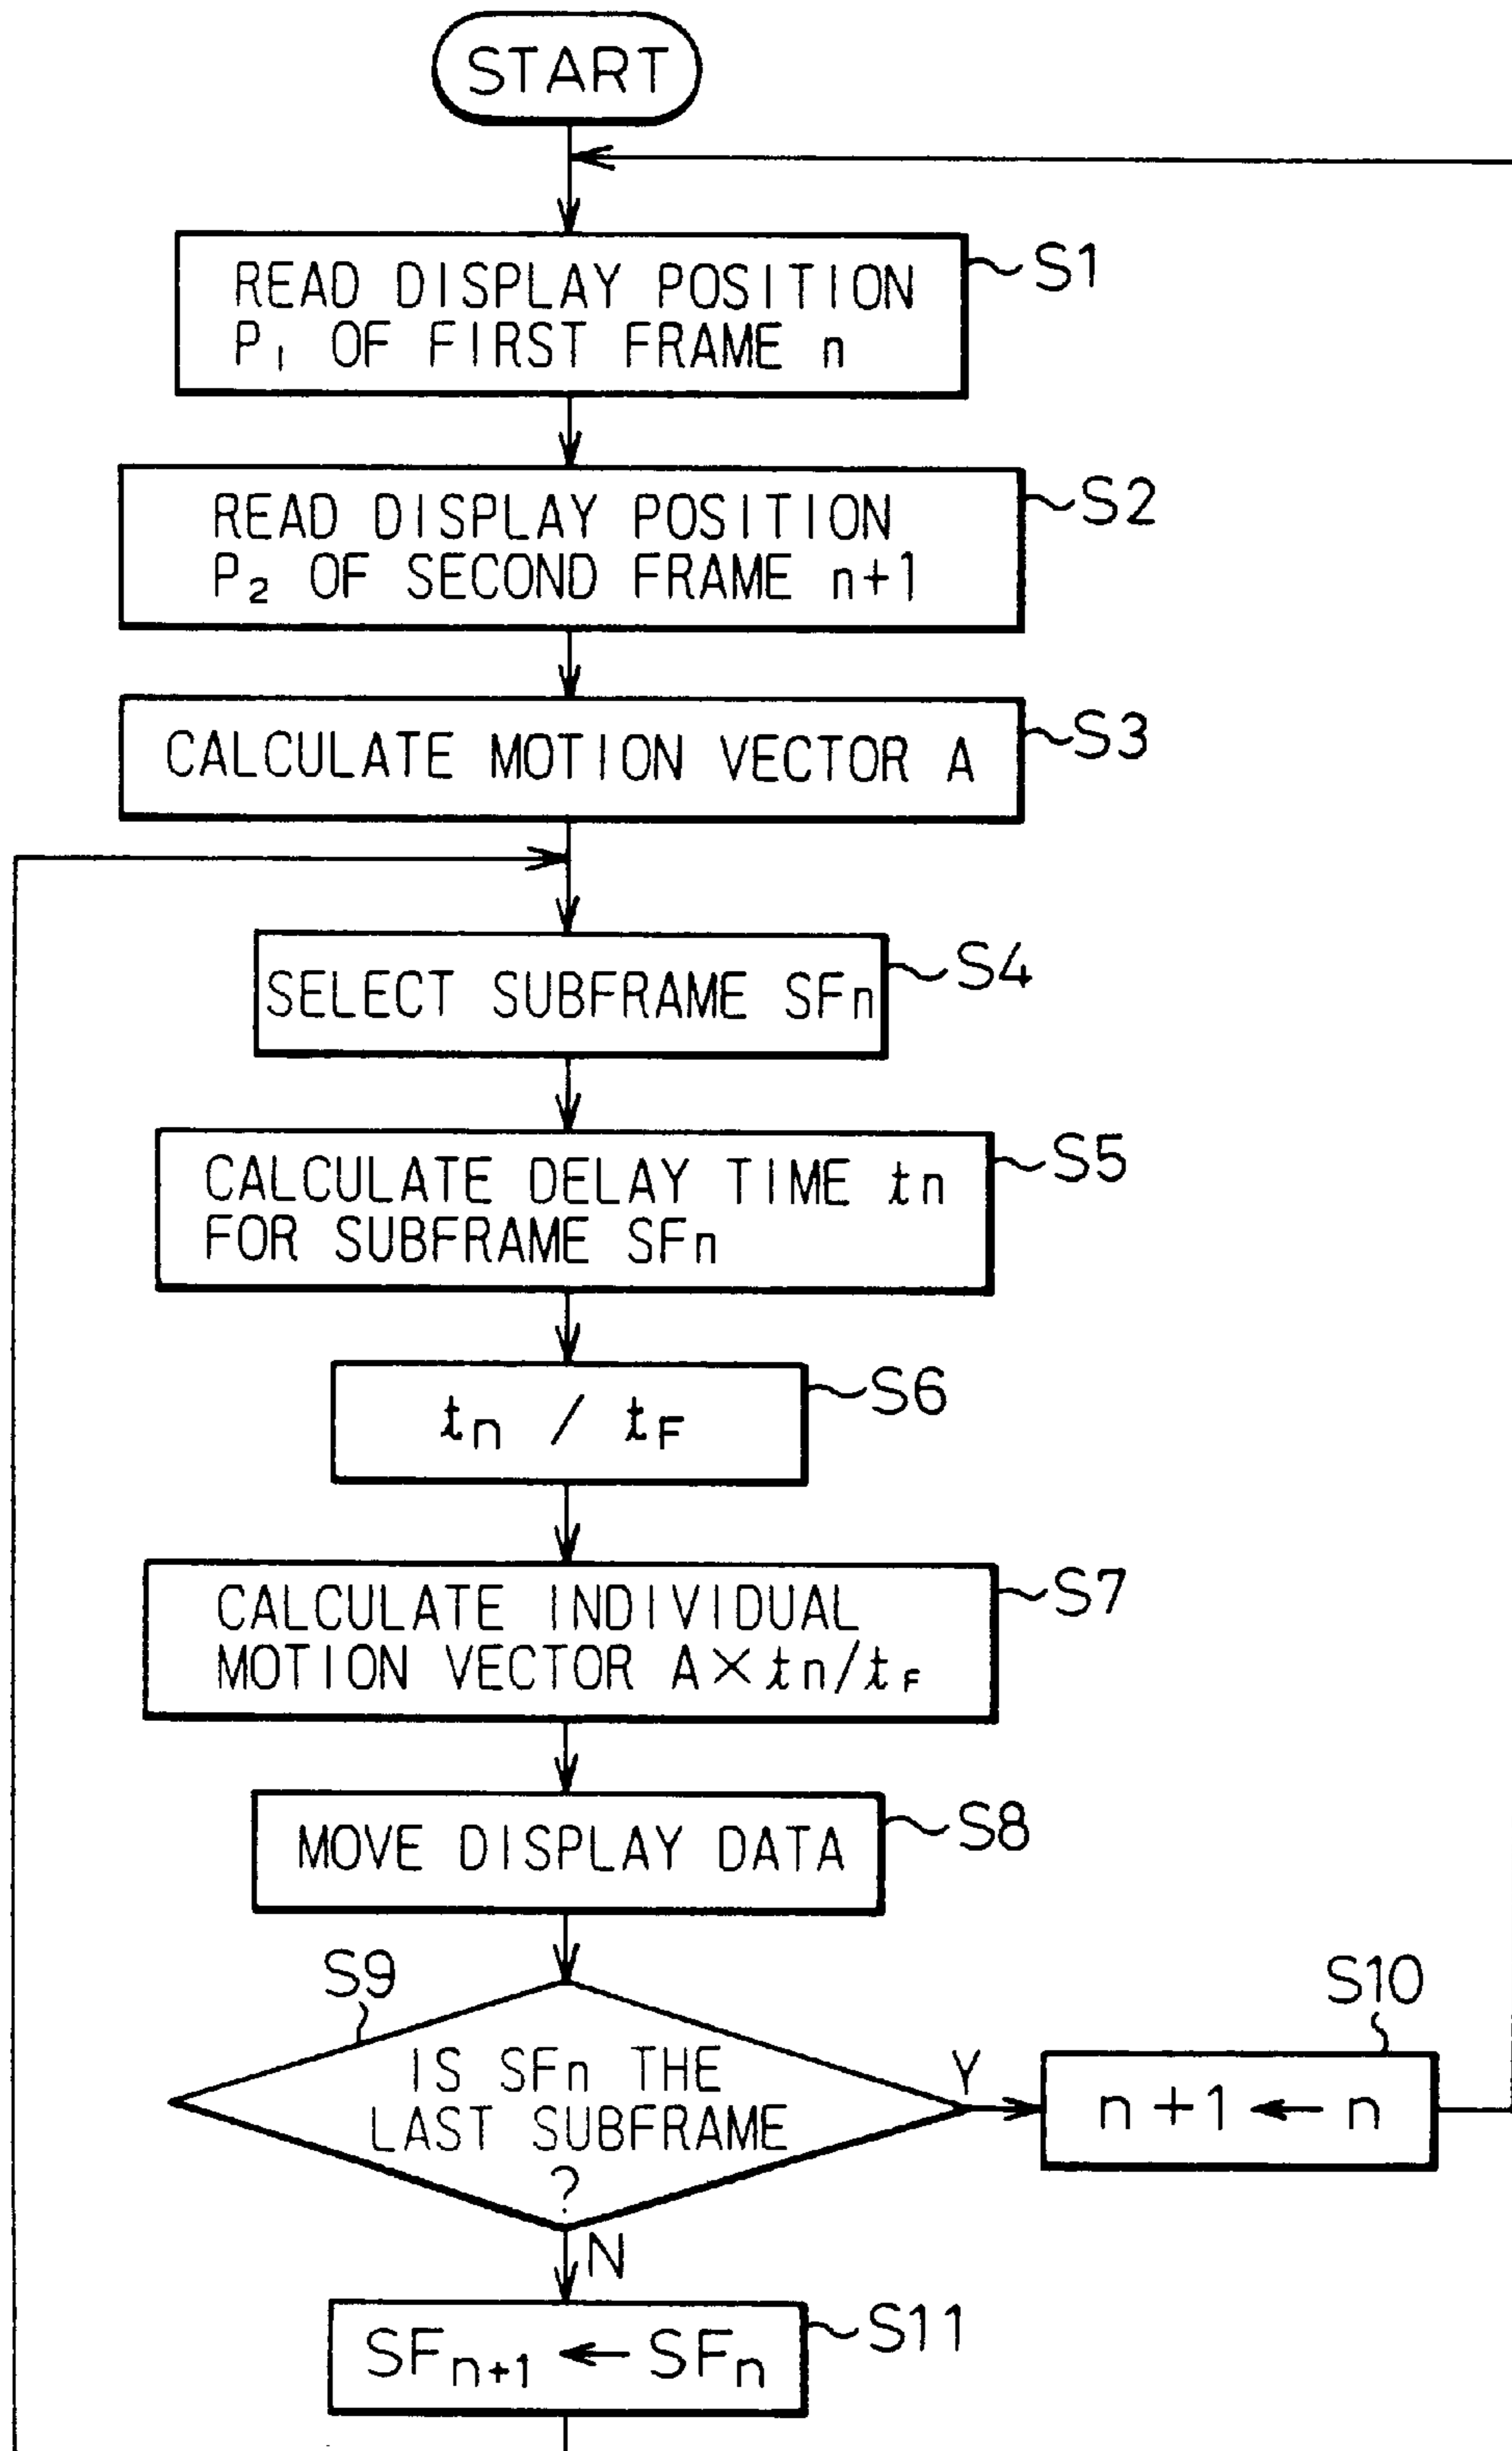 START
READ DISPLAY POSITION
P₁ OF FIRST FRAME n
S1
READ DISPLAY POSITION
P₂ OF SECOND FRAME n+1
S2
CALCULATE MOTION VECTOR A
S3
SELECT SUBFRAME SFn
S4
CALCULATE DELAY TIME tn
FOR SUBFRAME SFn
S5
tn / tF
S6
CALCULATE INDIVIDUAL
MOTION VECTOR A×tn/tF
S7
MOVE DISPLAY DATA
S8
S9
IS SFn THE
LAST SUBFRAME
?
Y
N
S10
n+1 ← n
SFn+1 ← SFn
S11